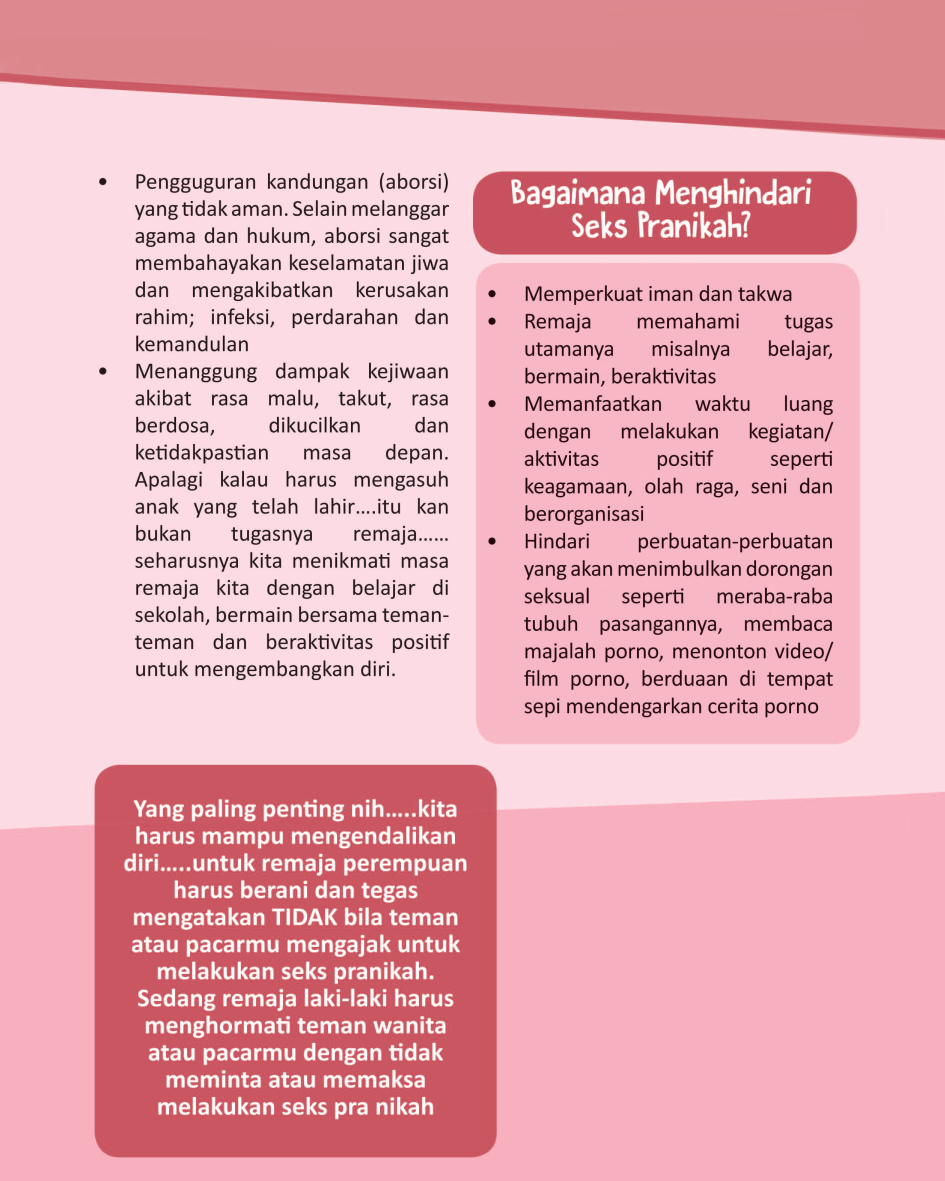 • Pengguguran kandungan (aborsi)
yang tidak aman. Selain melanggar
agama dan hukum, aborsi sangat
membahayakan keselamatan jiwa
dan mengakibatkan kerusakan
rahim; infeksi, perdarahan dan
kemandulan
• Menanggung dampak kejiwaan
akibat rasa malu, takut, rasa
berdosa, dikucilkan dan
ketidakpastian masa depan.
Apalagi kalau harus mengasuh
anak yang telah lahir....itu kan
bukan tugasnya remaja......
seharusnya kita menikmati masa
remaja kita dengan belajar di
sekolah, bermain bersama teman-
teman dan beraktivitas positif
untuk mengembangkan diri.
Bagaimana Menghindari
Seks Pranikah?
• Memperkuat iman dan takwa
• Remaja memahami tugas
utamanya misalnya belajar,
bermain, beraktivitas
• Memanfaatkan waktu luang
dengan melakukan kegiatan/
aktivitas positif seperti
keagamaan, olah raga, seni dan
berorganisasi
• Hindari perbuatan-perbuatan
yang akan menimbulkan dorongan
seksual seperti meraba-raba
tubuh pasangannya, membaca
majalah porno, menonton video/
film porno, berduaan di tempat
sepi mendengarkan cerita porno
Yang paling penting nih.....kita
harus mampu mengendalikan
diri.....untuk remaja perempuan
harus berani dan tegas
mengatakan TIDAK bila teman
atau pacarmu mengajak untuk
melakukan seks pranikah.
Sedang remaja laki-laki harus
menghormati teman wanita
atau pacarmu dengan tidak
meminta atau memaksa
melakukan seks pra nikah